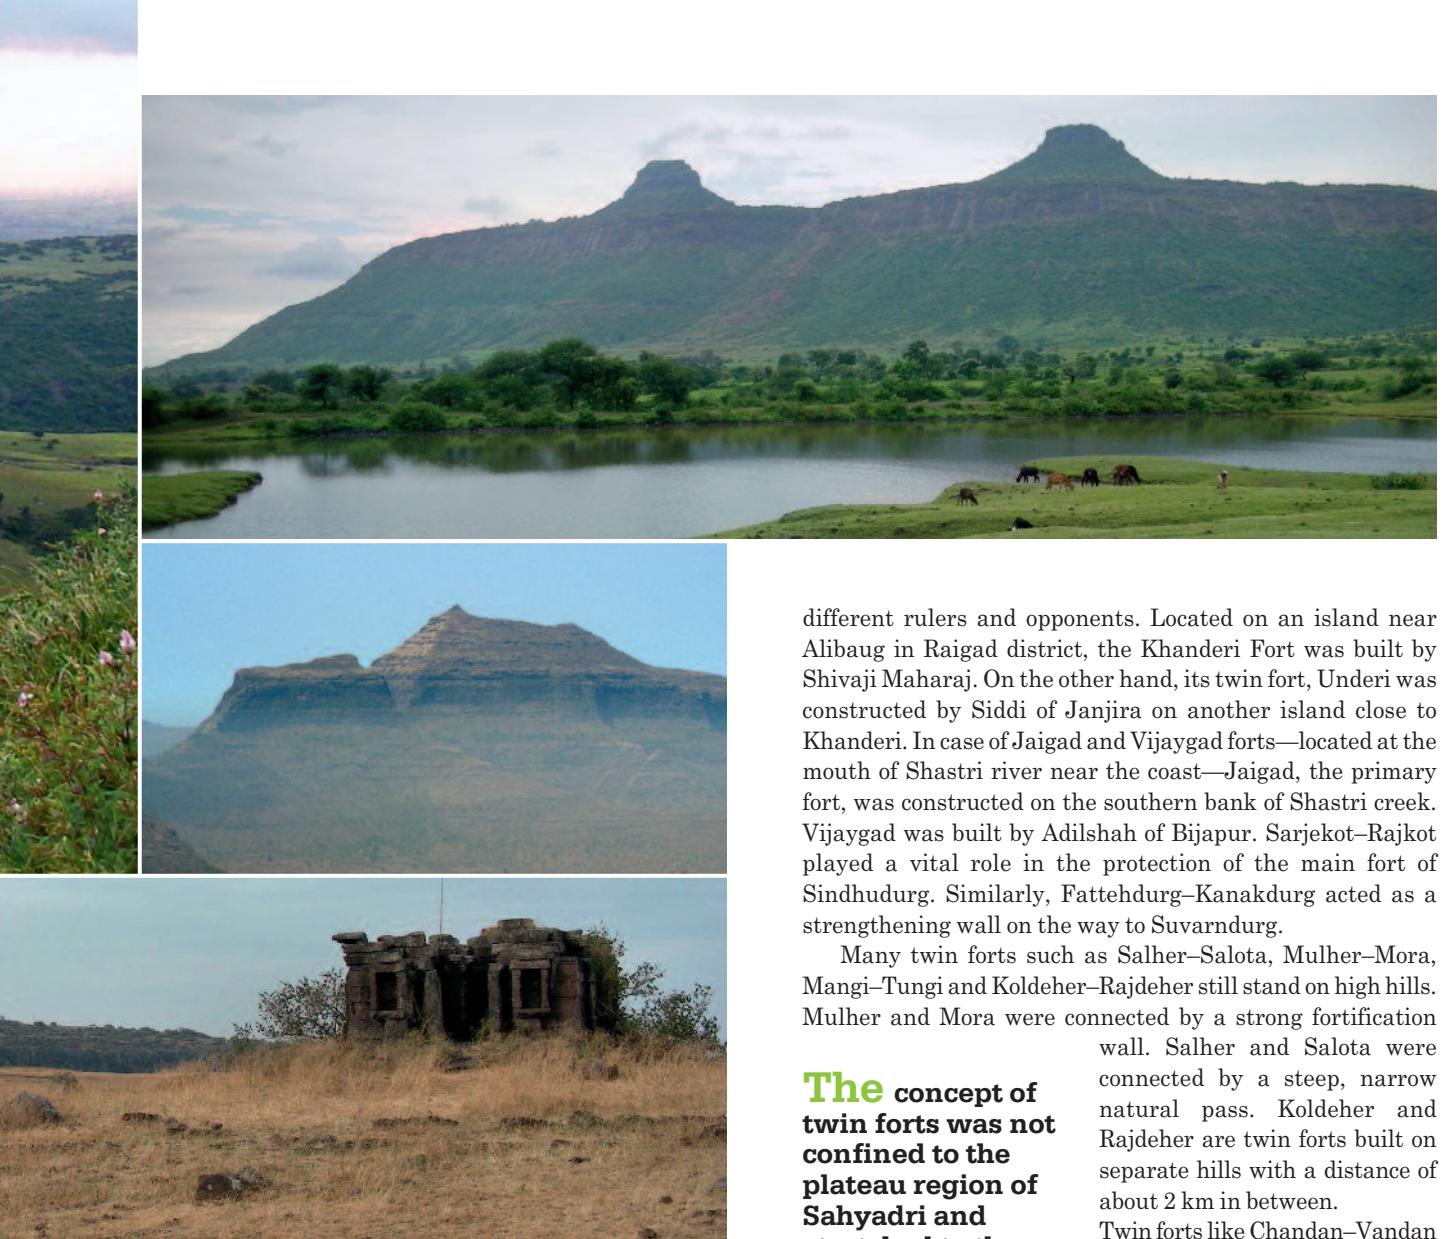 different rulers and opponents. Located on an island near
Alibaug in Raigad district, the Khanderi Fort was built by
Shivaji Maharaj. On the other hand, its twin fort, Underi was
constructed by Siddi of Janjira on another island close to
Khanderi. In case of Jaigad and Vijaygad forts—located at the
mouth of Shastri river near the coast—Jaigad, the primary
fort, was constructed on the southern bank of Shastri creek.
Vijaygad was built by Adilshah of Bijapur. Sarjekot–Rajkot
played a vital role in the protection of the main fort of
Sindhudurg. Similarly, Fattehdurg–Kanakdurg acted as a
strengthening wall on the way to Suvarndurg.
Many twin forts such as Salher–Salota, Mulher–Mora,
Mangi–Tungi and Koldeher–Rajdeher still stand on high hills.
Mulher and Mora were connected by a strong fortification
wall. Salher and Salota were
connected by a steep, narrow
natural pass. Koldeher and
Rajdeher are twin forts built on
separate hills with a distance of
about 2 km in between.
Twin forts like Chandan–Vandan
The concept of
twin forts was not
confined to the
plateau region of
Sahyadri and